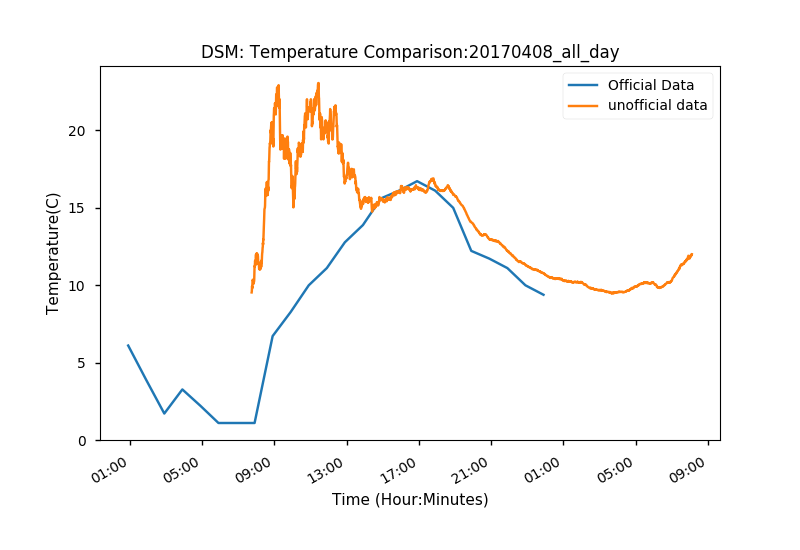 DSM: Temperature Comparison:20170408_all_day
Official Data
unofficial data
20
15
10
5
0
Temperature(C)
01:00 05:00 09:00 13:00 17:00 21:00 01:00 05:00 09:00
Time (Hour:Minutes)